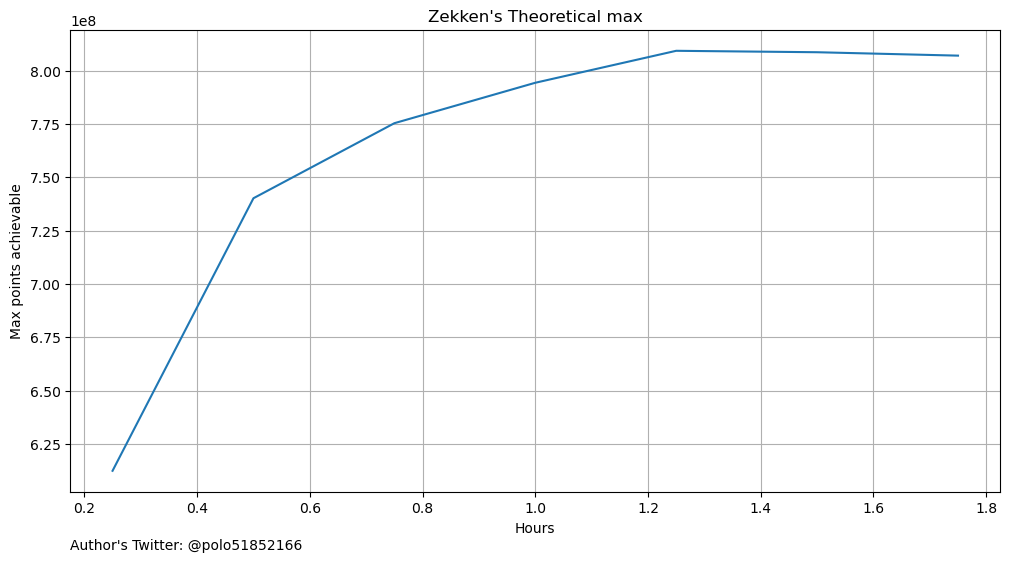 Zekken's Theoretical max
1e8
8.00
7.75
7.50
7.25
7.00
6.75
6.50
6.25
Max points achievable
0.2 0.4 0.6 0.8 1.0 1.2 1.4 1.6 1.8
Hours
Author's Twitter: @polo51852166